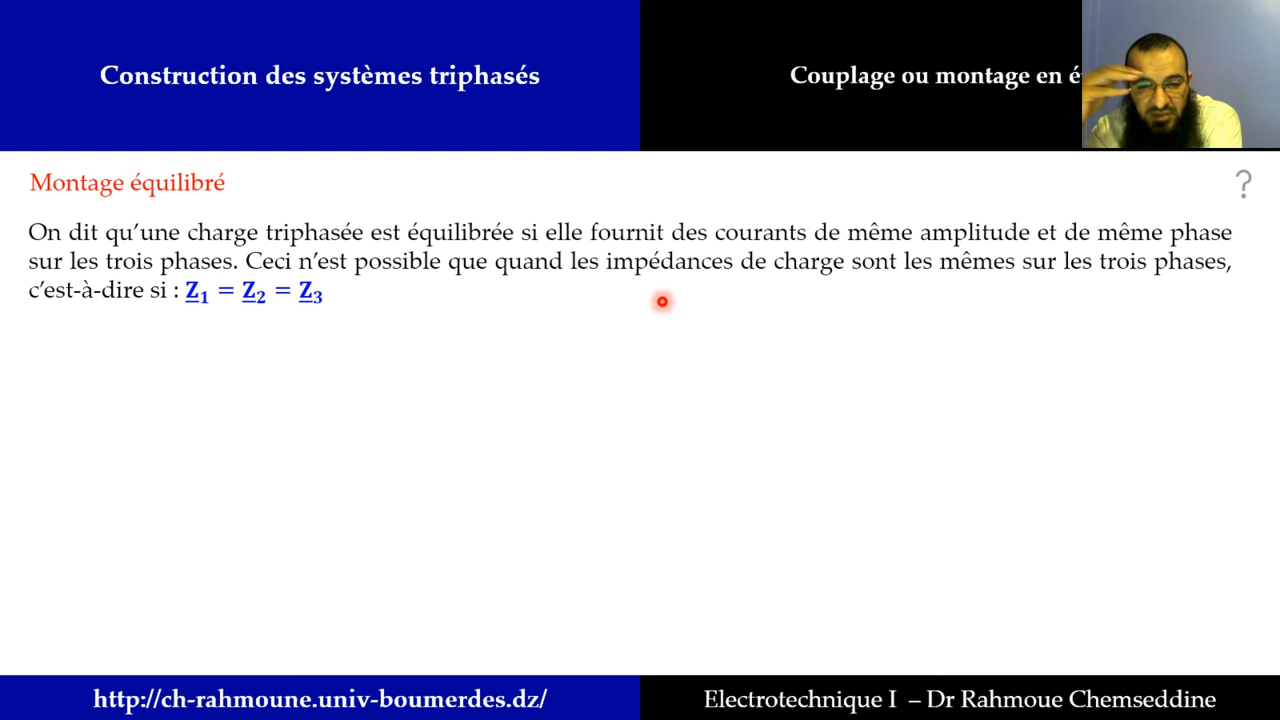 Construction des systèmes triphasés
Couplage ou montage en
Montage équilibré
?
On dit qu’une charge triphasée est équilibrée si elle fournit des courants de même amplitude et de même phase
sur les trois phases. Ceci n’est possible que quand les impédances de charge sont les mêmes sur les trois phases,
c’est-à-dire si : Z̲₁ = Z̲₂ = Z̲₃
http://ch-rahmoune.univ-boumerdes.dz/
Electrotechnique I – Dr Rahmoue Chemseddine